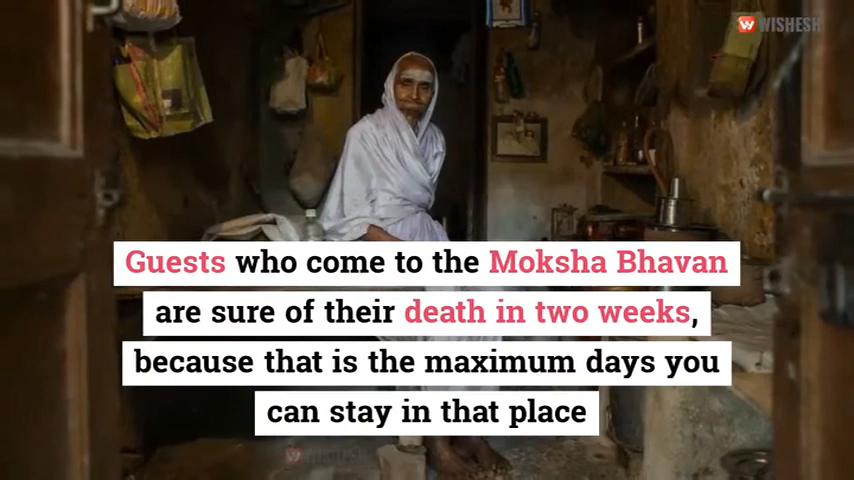 WISHESH
Guests who come to the Moksha Bhavan
are sure of their death in two weeks,
because that is the maximum days you
can stay in that place
WISHESH